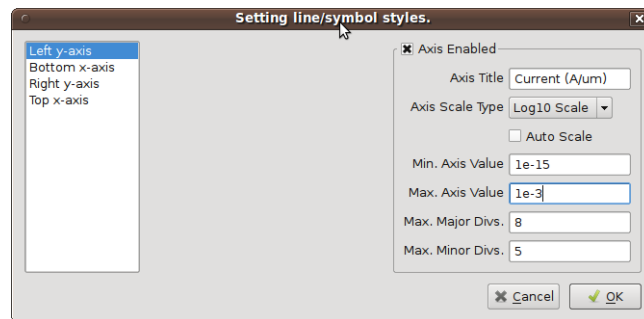 Setting line/symbol styles.
Left y-axis
Bottom x-axis
Right y-axis
Top x-axis
Axis Enabled
Axis Title Current (A/um)
Axis Scale Type Log10 Scale
Auto Scale
Min. Axis Value 1e-15
Max. Axis Value 1e-3
Max. Major Divs. 8
Max. Minor Divs. 5
Cancel OK